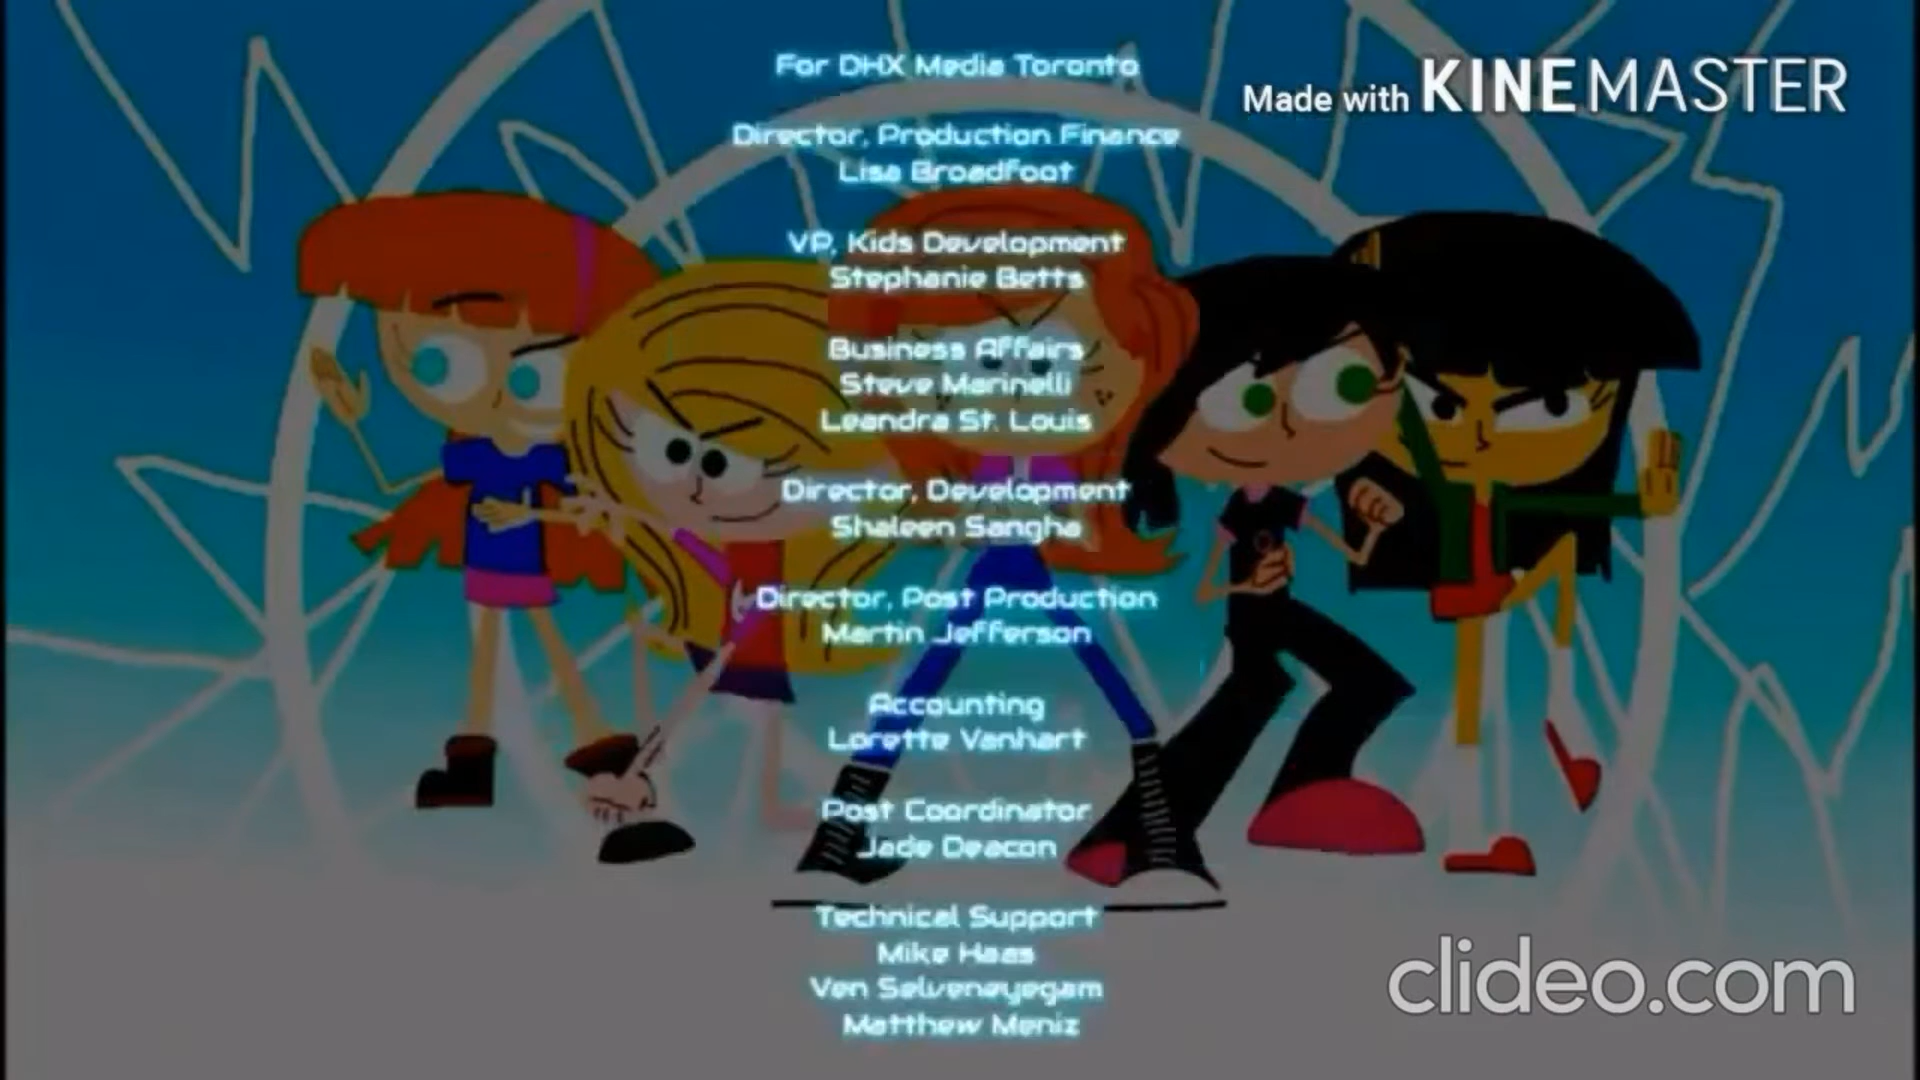 For DHX Media Toronto
Made with KINEMASTER
Director, Production Finance
Lisa Broadfoot
VP, Kids Development
Stephanie Betts
Business Affairs
Steve Marinelli
Leandra St. Louis
Director, Development
Shaleen Sangha
Director, Post Production
Martin Jefferson
Accounting
Lorette Vanhart
Post Coordinator
Jade Deacon
Technical Support
Mike Haas
Ven Selvanayagam
Matthew Meniz
clideo.com